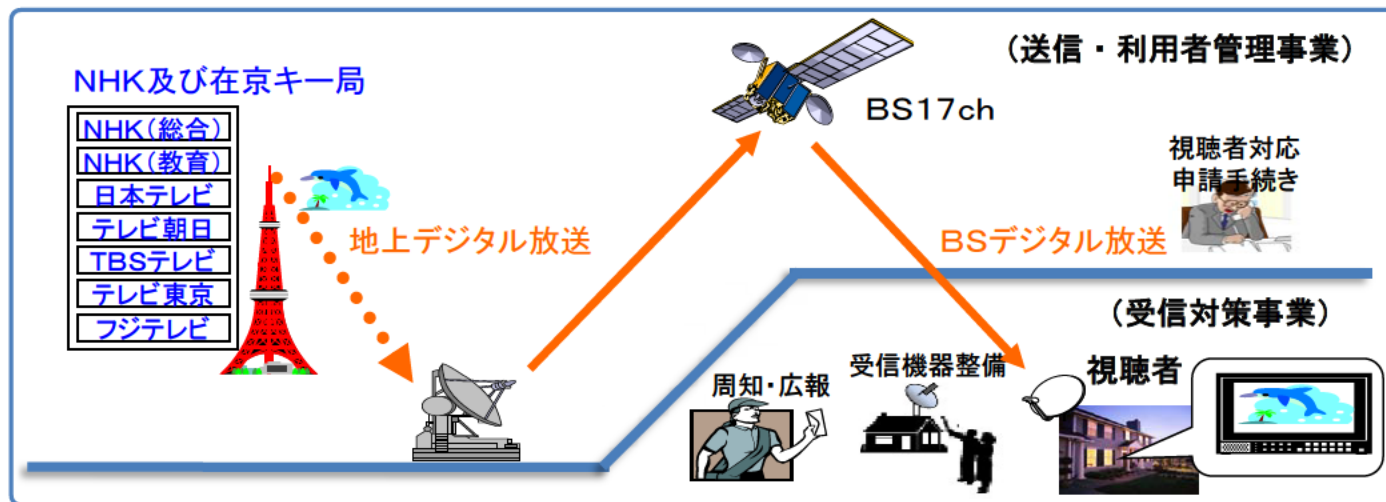 (送信・利用者管理事業)
NHK及び在京キー局
NHK(総合)
NHK(教育)
日本テレビ
テレビ朝日
TBSテレビ
テレビ東京
フジテレビ
地上デジタル放送
BS17ch
視聴者対応
申請手続き
BSデジタル放送
(受信対策事業)
周知・広報
受信機器整備
視聴者